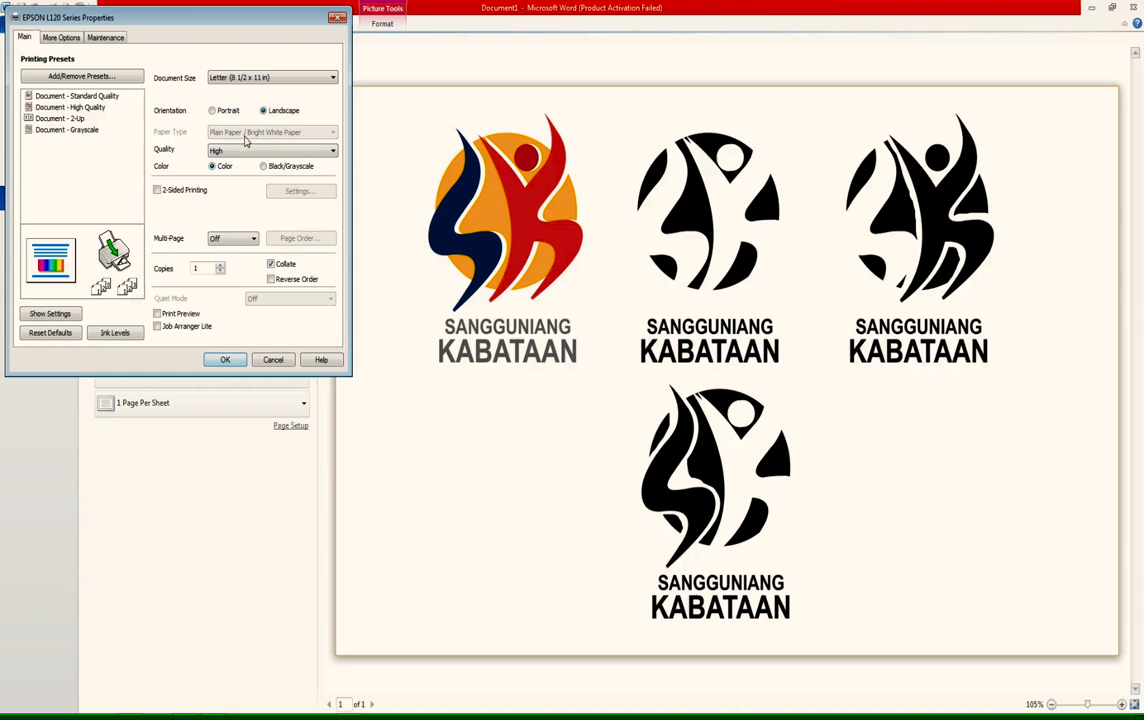 EPSON L120 Series Properties
Picture Tools
Document1 - Microsoft Word (Product Activation Failed)
Format
Main
More Options
Maintenance
Printing Presets
Add/Remove Presets...
Document - Standard Quality
Document - High Quality
Document - 2-Up
Document - Grayscale
Document Size
Letter (8 1/2 x 11 in)
Orientation
Portrait
Landscape
Paper Type
Plain Paper / Bright White Paper
Quality
High
Color
Color
Black/Grayscale
2-Sided Printing
Settings...
Multi-Page
Off
Page Order...
Copies
1
Collate
Reverse Order
Quiet Mode
Off
Print Preview
Job Arranger Lite
Show Settings
Reset Defaults
Ink Levels
OK
Cancel
Help
1 Page Per Sheet
Page Setup
SANGGUNIANG
KABATAAN
SANGGUNIANG
KABATAAN
SANGGUNIANG
KABATAAN
SANGGUNIANG
KABATAAN
1 of 1
105%